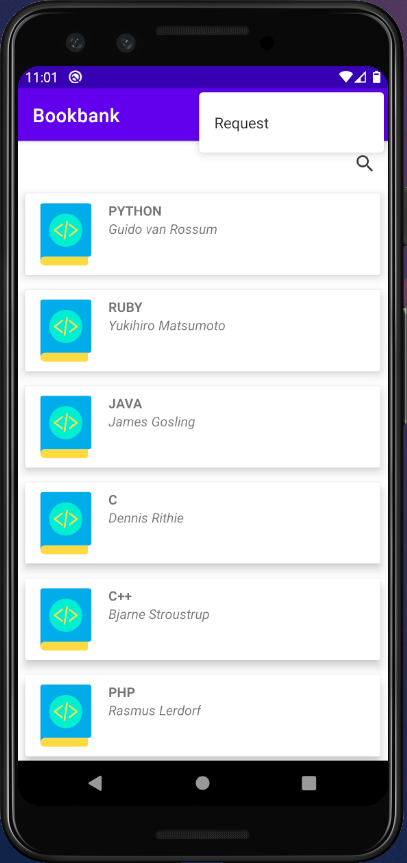 11:01
Bookbank
Request
PYTHON
Guido van Rossum
RUBY
Yukihiro Matsumoto
JAVA
James Gosling
C
Dennis Rithie
C++
Bjarne Stroustrup
PHP
Rasmus Lerdorf